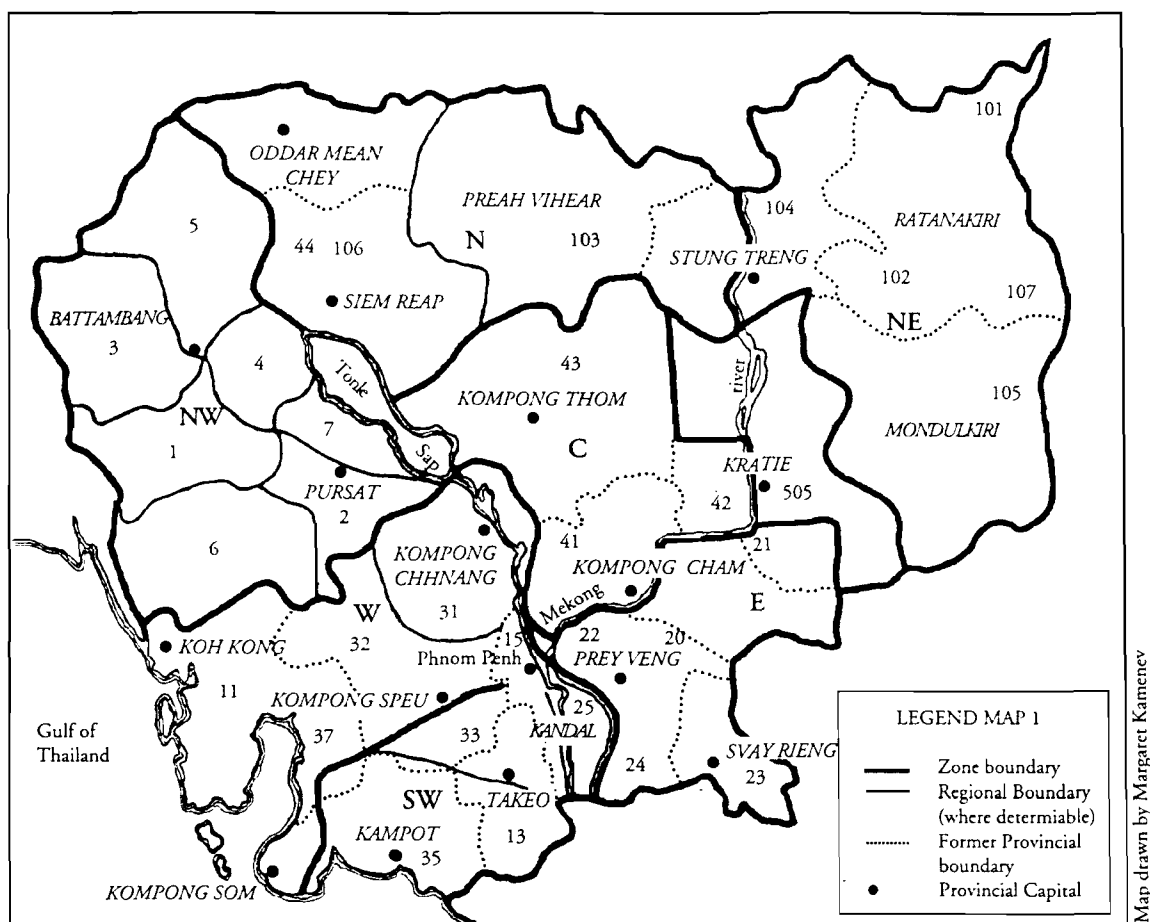 101
ODDAR MEAN
CHEY
5
PREAH VIHEAR
104
RATANAKIRI
44 106
N
103
STUNG TRENG
102
107
SIEM REAP
NE
BATTAMBANG
3
4
43
river
Tonle
KOMPONG THOM
105
NW
MONDULKIRI
1
7
Sap
C
KRATIE
PURSAT
42
505
2
6
41
21
KOMPONG
CHHNANG
KOMPONG CHAM
W
31
Mekong
E
32
15
22
20
KOH KONG
Phnom Penh
PREY VENG
11
KOMPONG SPEU
25
Gulf of
Thailand
37
33
KANDAL
SVAY RIENG
24
23
SW
TAKEO
KAMPOT
13
35
KOMPONG SOM
LEGEND MAP 1
Zone boundary
Regional Boundary
(where determiable)
Former Provincial
boundary
Provincial Capital
Map drawn by Margaret Kamenev